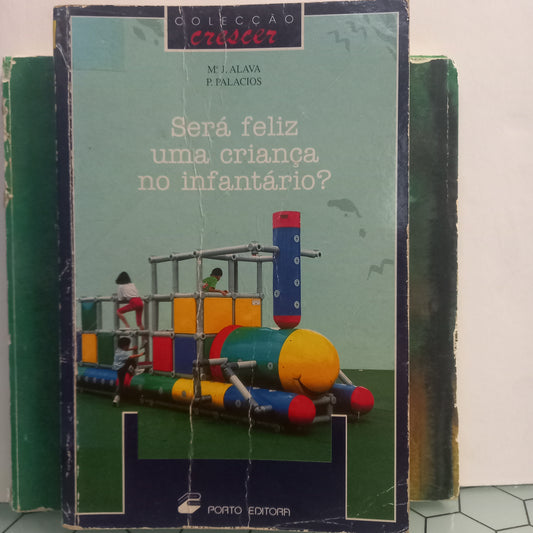 COLECÇÃO
crescer
Mª J. ALAVA
P. PALACIOS
Será feliz
uma criança
no infantário?
PORTO EDITORA